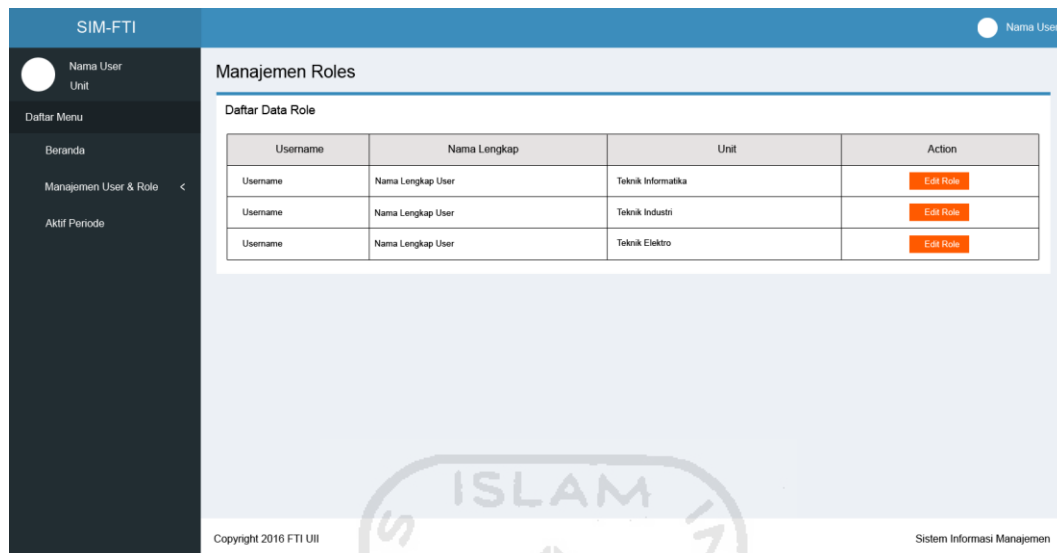 SIM-FTI
Nama User
Nama User
Unit
Daftar Menu
Beranda
Manajemen User & Role <
Aktif Periode
Manajemen Roles
Daftar Data Role
Username Nama Lengkap Unit Action
Username Nama Lengkap User Teknik Informatika Edit Role
Username Nama Lengkap User Teknik Industri Edit Role
Username Nama Lengkap User Teknik Elektro Edit Role
ISLAM
Copyright 2016 FTI UII Sistem Informasi Manajemen